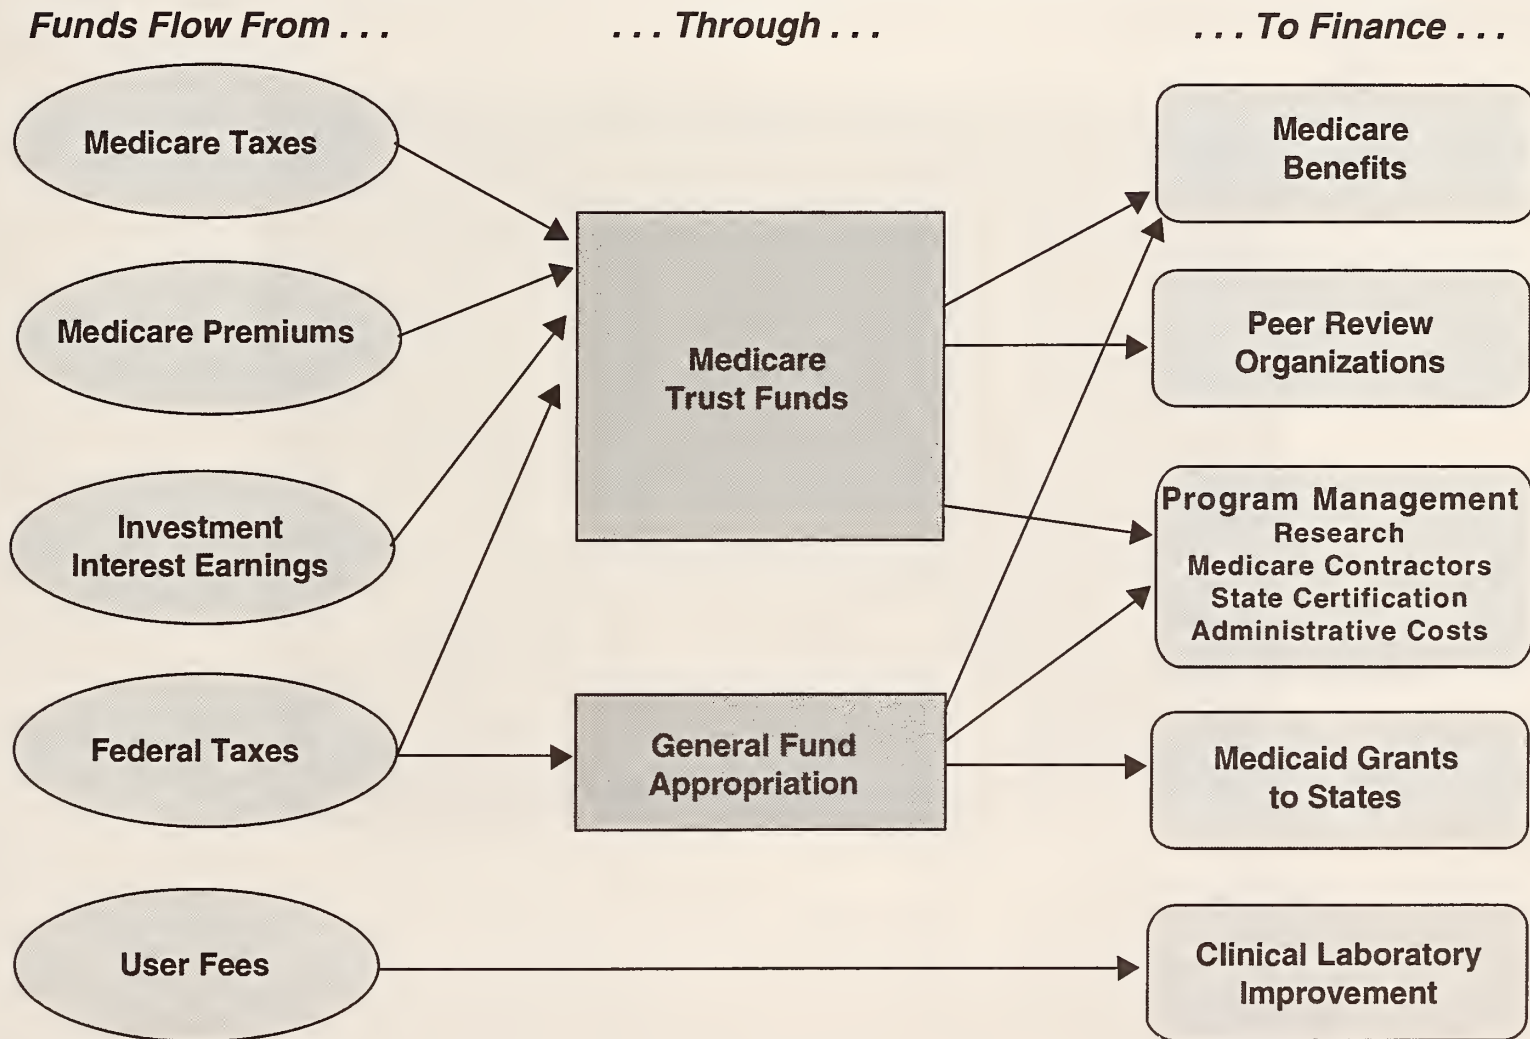 Funds Flow From . . .
. . . Through . . .
. . . To Finance . . .
Medicare Taxes
Medicare Premiums
Investment
Interest Earnings
Federal Taxes
User Fees
Medicare
Trust Funds
General Fund
Appropriation
Medicare
Benefits
Peer Review
Organizations
Program Management
Research
Medicare Contractors
State Certification
Administrative Costs
Medicaid Grants
to States
Clinical Laboratory
Improvement